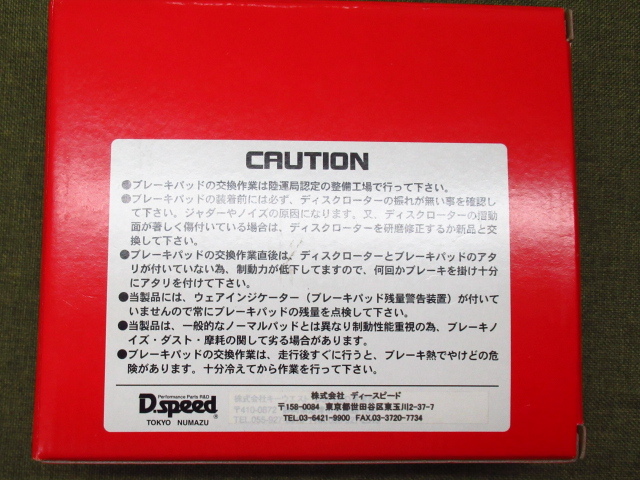 CAUTION
●ブレーキパッドの交換作業は陸運局認定の整備工場で行って下さい。
●ブレーキパッドの装着前には必ず、ディスクローターの振れが無い事を確認し
て下さい。ジャダーやノイズの原因になります。又、ディスクローターの摺動
面が著しく傷付いている場合は、ディスクローターを研磨修正するか新品と交
換して下さい。
●ブレーキパッドの交換作業直後は、ディスクローターとブレーキパッドのアタ
リが付いていない為、制動力が低下してますので、何回かブレーキを掛け十分
にアタリを付けて下さい。
●当製品には、ウェアインジケーター（ブレーキパッド残量警告装置）が付いて
いませんので常にブレーキパッドの残量を点検して下さい。
●当製品は、一般的なノーマルパッドとは異なり制動性能重視の為、ブレーキノ
イズ・ダスト・摩耗の関して劣る場合があります。
●ブレーキパッドの交換作業は、走行後すぐに行うと、ブレーキ熱でやけどの危
険があります。十分冷えてから作業を行って下さい。
Performance Parts R&D
D.speed
TOKYO NUMAZU
株式会社 ディースピード
〒158-0084 東京都世田谷区東玉川2-37-7
TEL.03-6421-9900 FAX.03-3720-7734